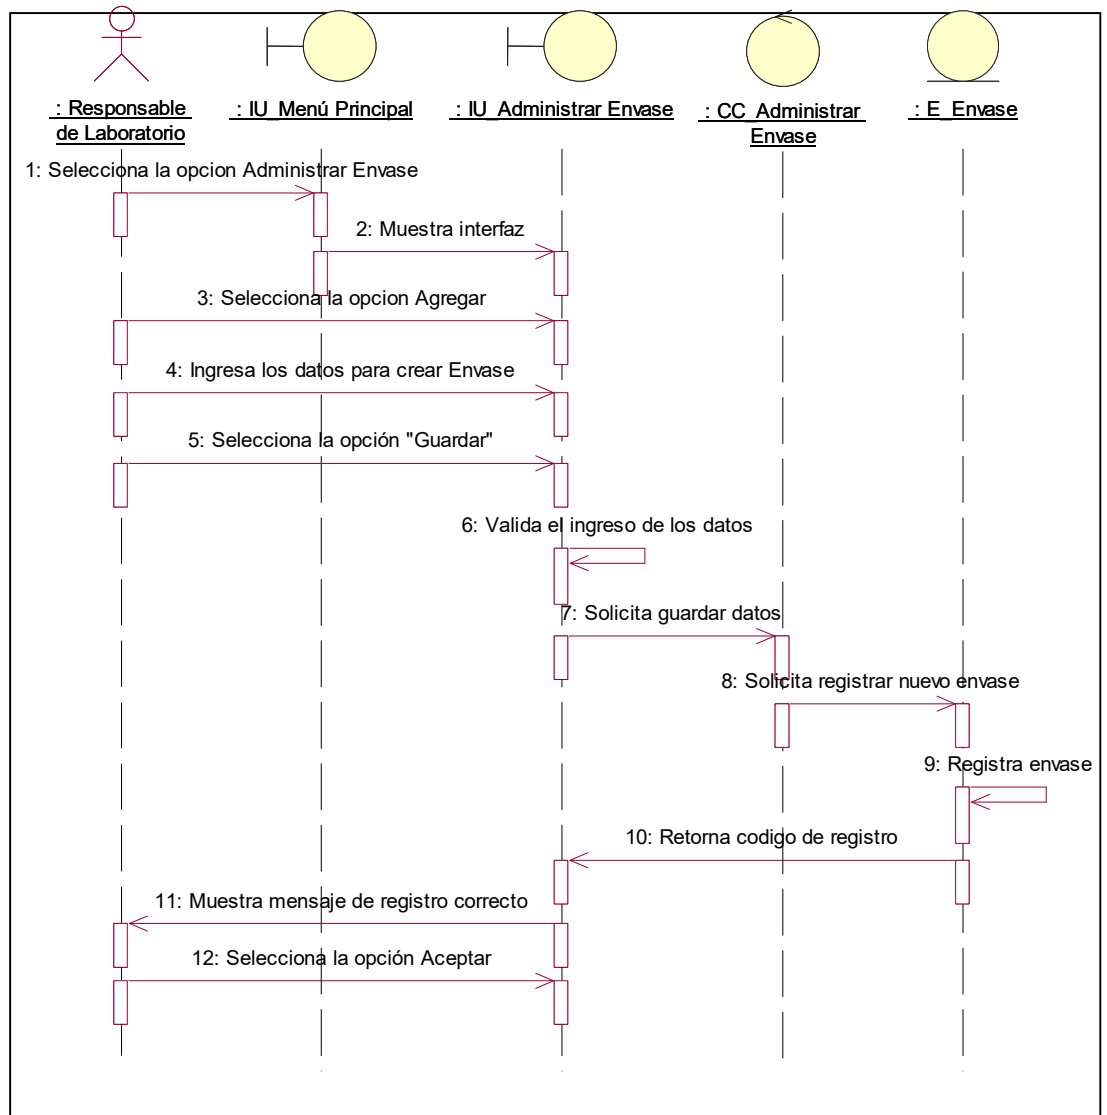 : Responsable
de Laboratorio
: IU_Menú Principal
: IU_Administrar Envase
: CC_Administrar
Envase
: E_Envase
1: Selecciona la opcion Administrar Envase
2: Muestra interfaz
3: Selecciona la opcion Agregar
4: Ingresa los datos para crear Envase
5: Selecciona la opción "Guardar"
6: Valida el ingreso de los datos
7: Solicita guardar datos
8: Solicita registrar nuevo envase
9: Registra envase
10: Retorna codigo de registro
11: Muestra mensaje de registro correcto
12: Selecciona la opción Aceptar